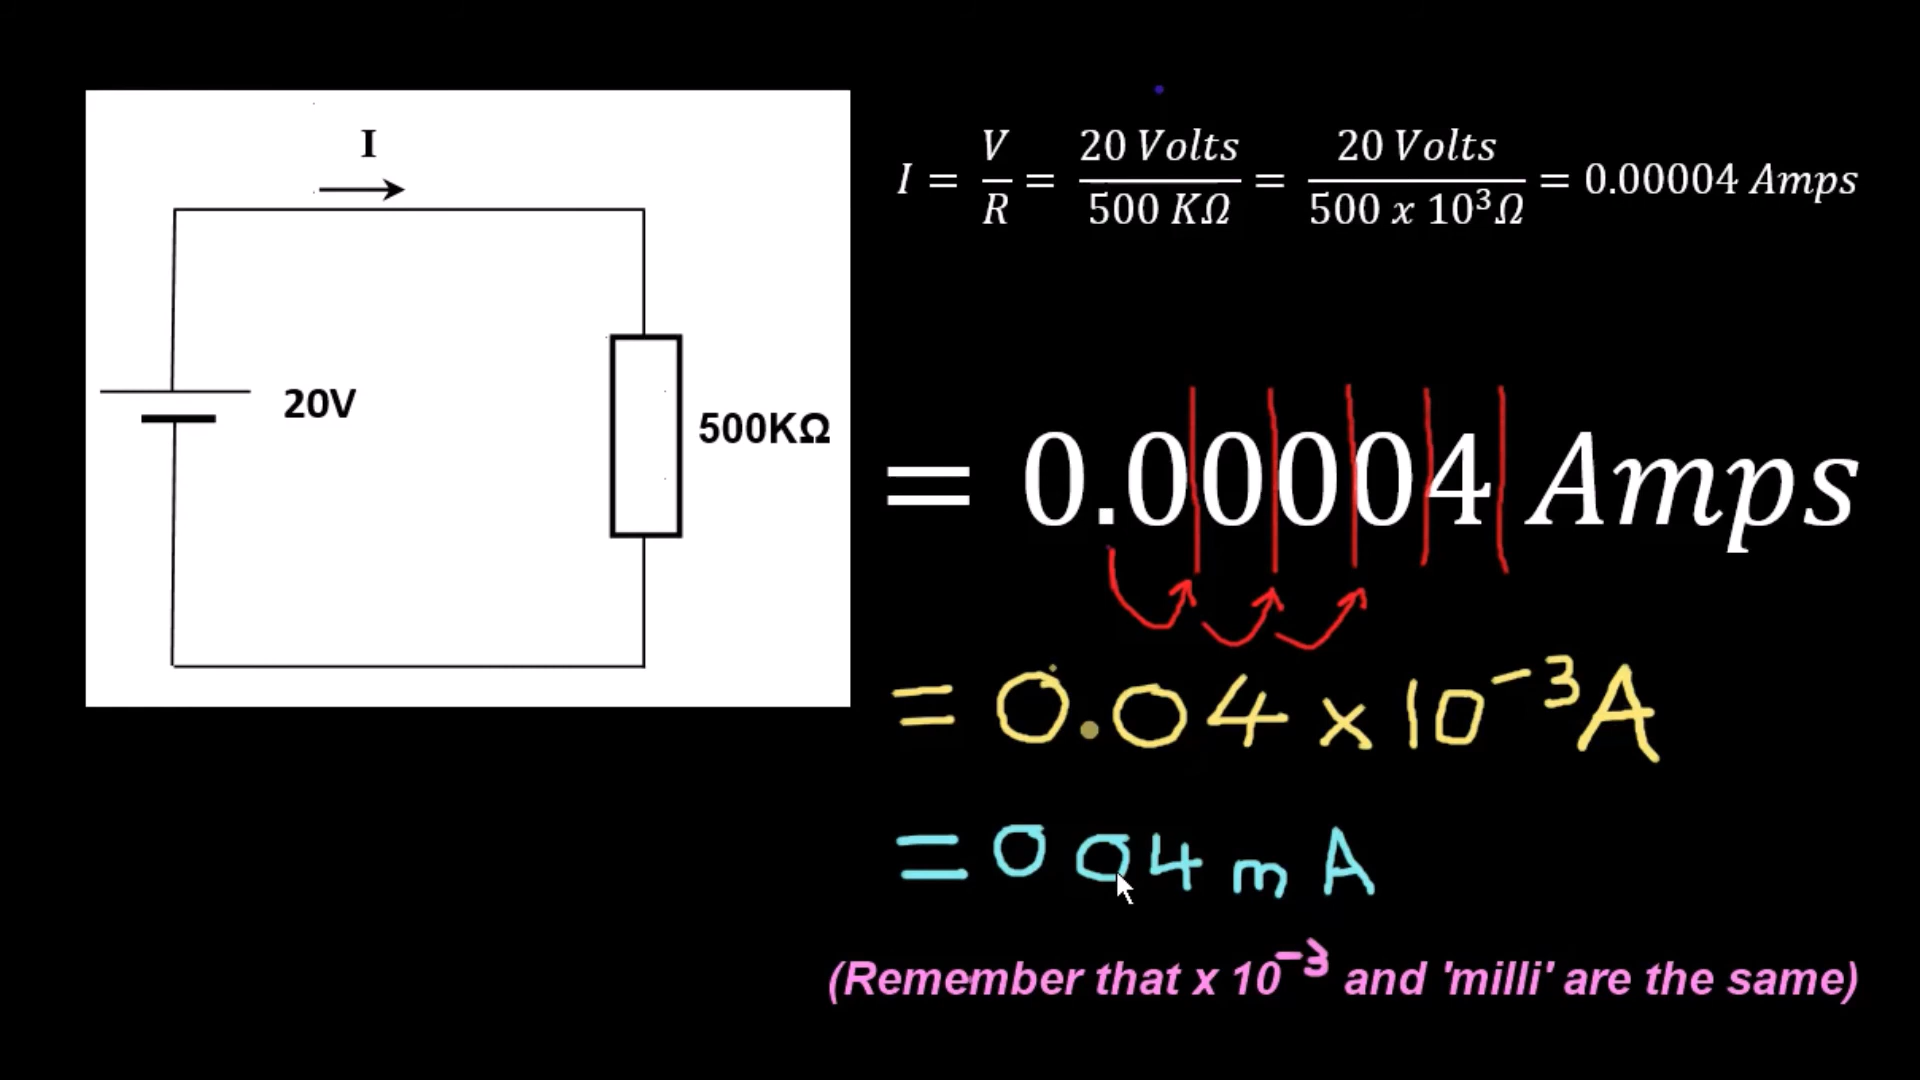 I
20V
500KΩ
I = V/R = 20 Volts/500 KΩ = 20 Volts/500 x 10³Ω = 0.00004 Amps
= 0.00004 Amps
= 0.04 x 10⁻³A
= 0 04 m A
(Remember that x 10⁻³ and 'milli' are the same)